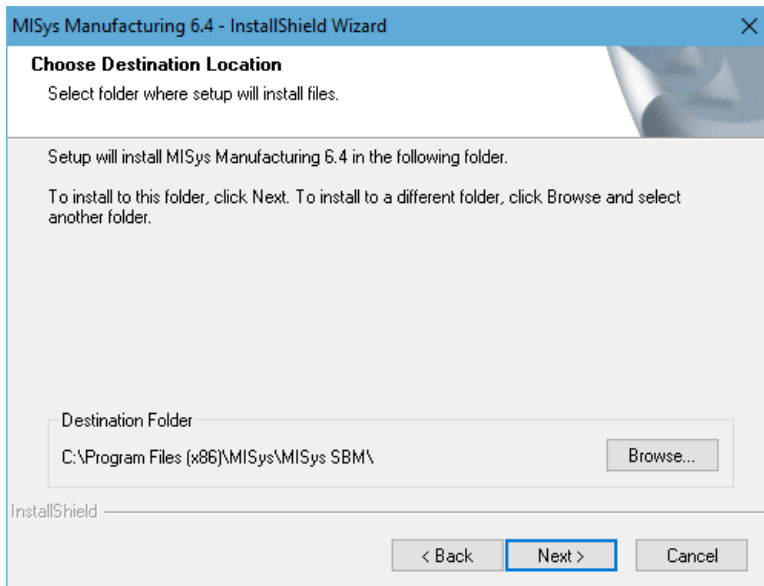 MISys Manufacturing 6.4 - InstallShield Wizard
Choose Destination Location
Select folder where setup will install files.
Setup will install MISys Manufacturing 6.4 in the following folder.
To install to this folder, click Next. To install to a different folder, click Browse and select
another folder.
Destination Folder
C:\Program Files (x86)\MISys\MISys SBM\
Browse...
InstallShield
< Back
Next >
Cancel